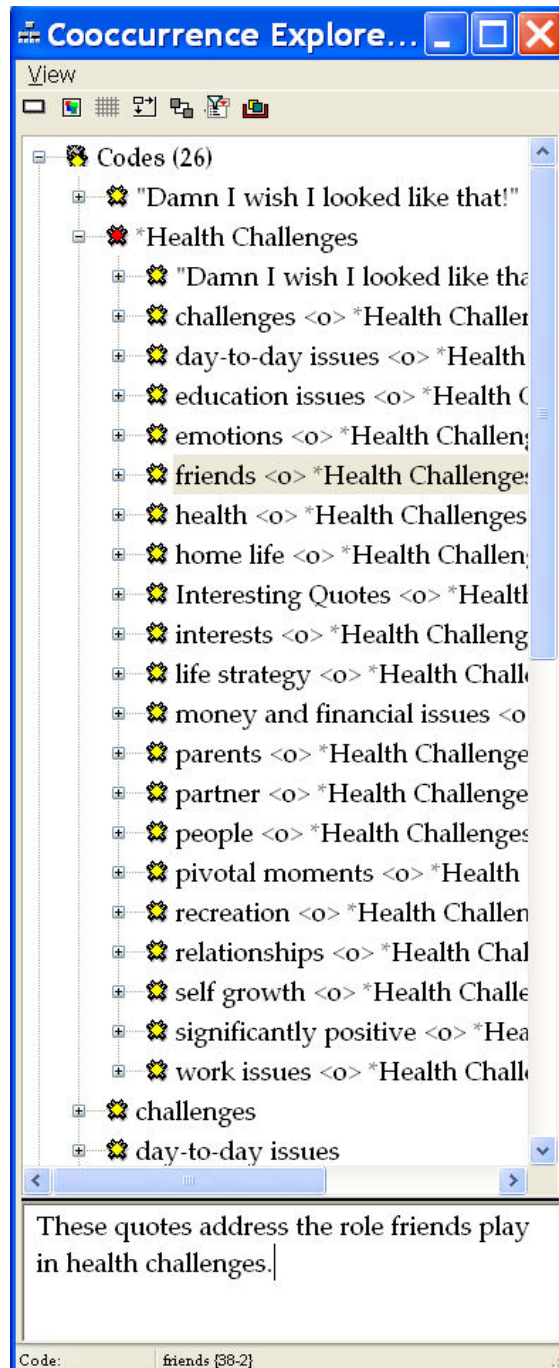 Cooccurrence Explore...
View
Codes (26)
"Damn I wish I looked like that!"
*Health Challenges
"Damn I wish I looked like tha
challenges <o> *Health Challen
day-to-day issues <o> *Health
education issues <o> *Health C
emotions <o> *Health Challeng
friends <o> *Health Challenges
health <o> *Health Challenges
home life <o> *Health Challen
Interesting Quotes <o> *Healt
interests <o> *Health Challeng
life strategy <o> *Health Chall
money and financial issues <o
parents <o> *Health Challenge
partner <o> *Health Challenge
people <o> *Health Challenges
pivotal moments <o> *Health
recreation <o> *Health Challen
relationships <o> *Health Chal
self growth <o> *Health Challe
significantly positive <o> *Hea
work issues <o> *Health Challe
challenges
day-to-day issues
These quotes address the role friends play
in health challenges.
Code: friends {38-2}